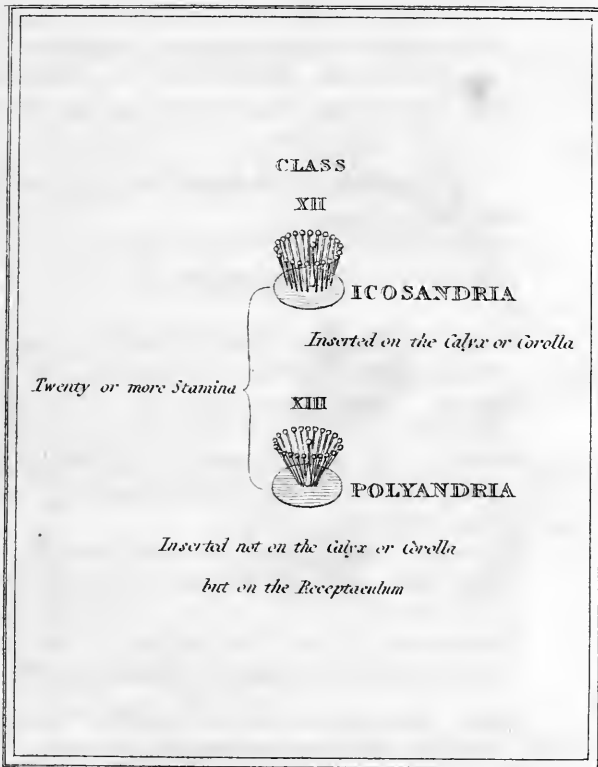 CLASS
XII
ICOSANDRIA
Inserted on the Calyx or Corolla
Twenty or more Stamina
XIII
POLYANDRIA
Inserted not on the Calyx or Corolla
but on the Receptaculum